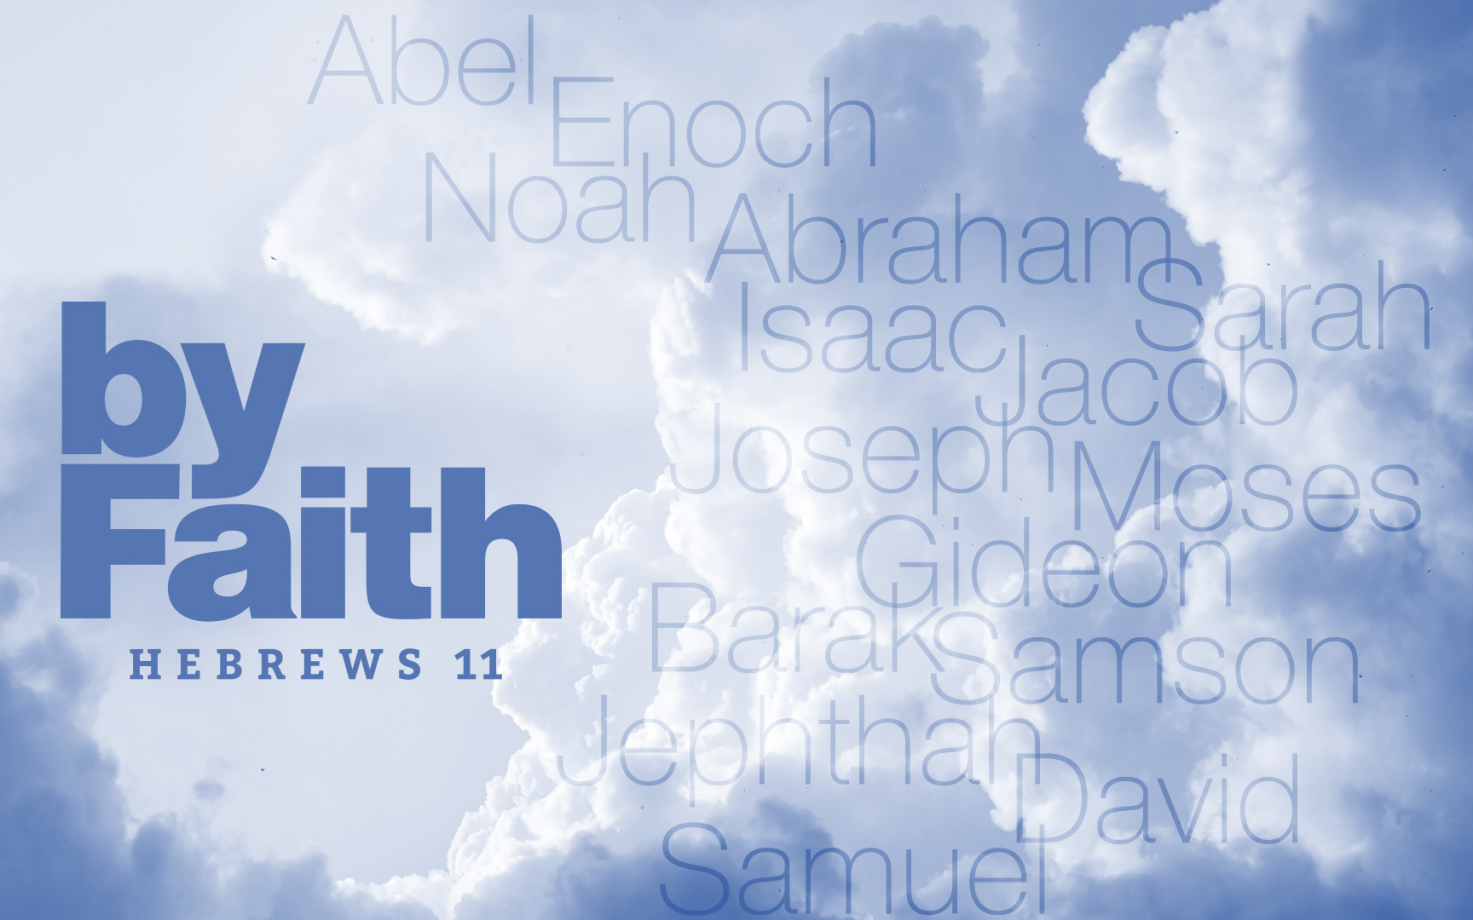 by
Faith
HEBREWS 11
Abel
Enoch
Noah
Abraham
Sarah
Isaac
Jacob
Joseph
Moses
Gideon
Barak
Samson
Jephthah
David
Samuel